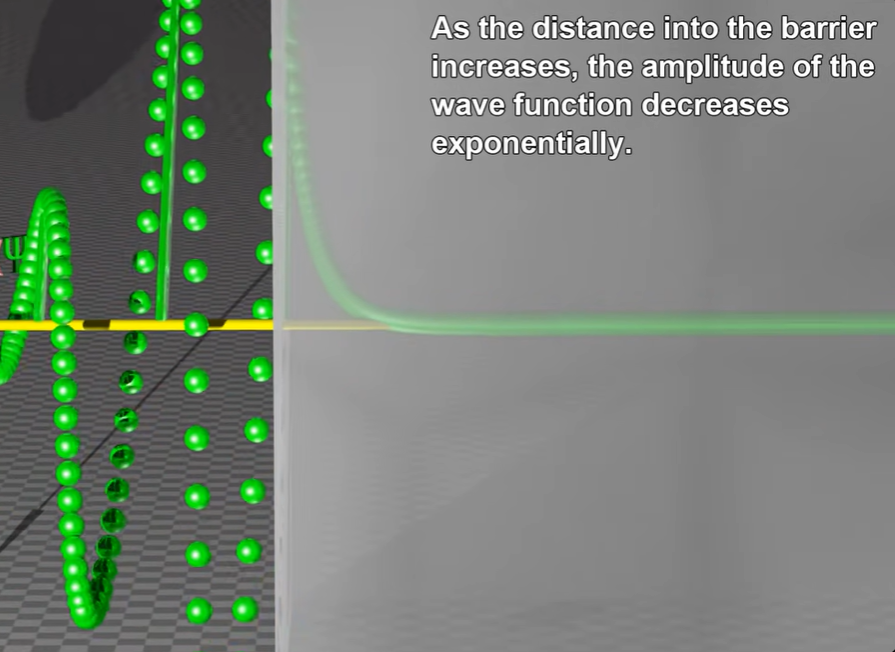 As the distance into the barrier
increases, the amplitude of the
wave function decreases
exponentially.
Ψ